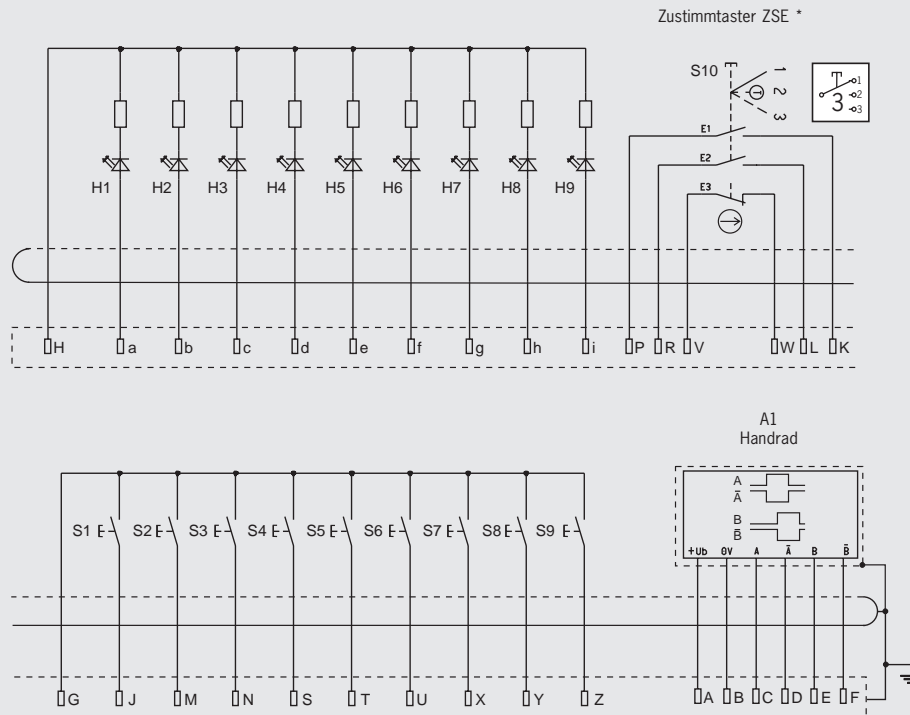 Zustimmtaster ZSE *
S10
1
2
3
T
3
1
2
3
E1
E2
E3
H1 H2 H3 H4 H5 H6 H7 H8 H9
H a b c d e f g h i P R V W L K
A1
Handrad
A
Ā
B
B̄
+Ub 0V A Ā B B̄
S1 S2 S3 S4 S5 S6 S7 S8 S9
G J M N S T U X Y Z A B C D E F